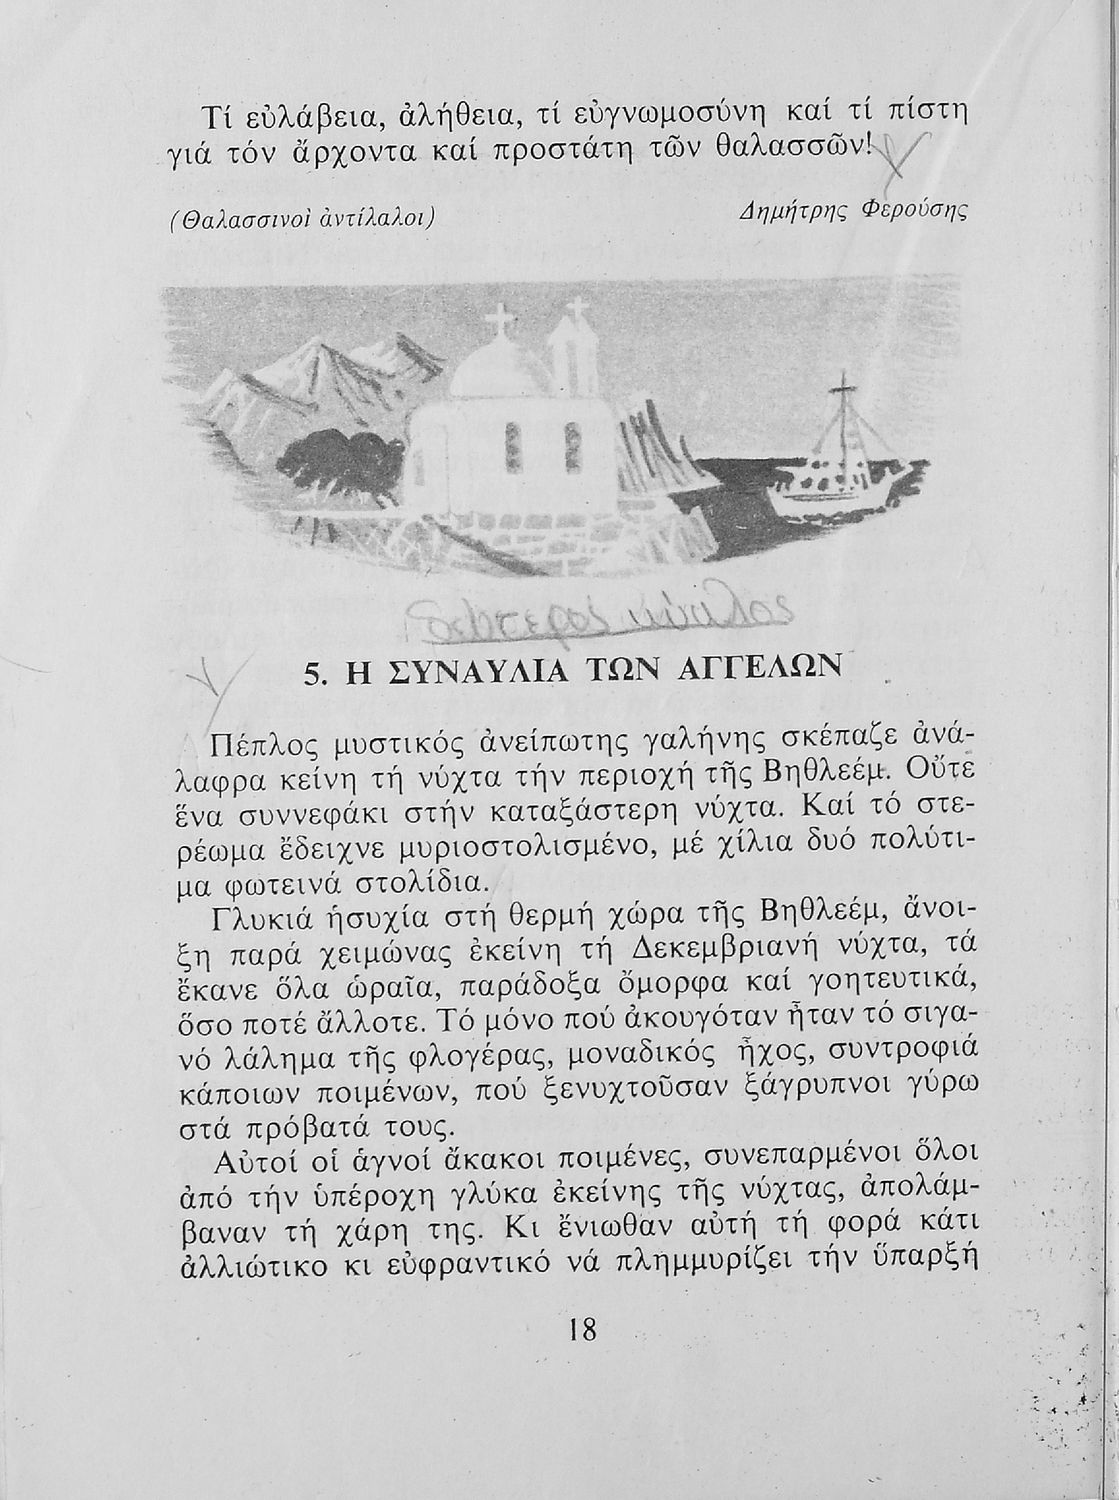 Τί εὐλάβεια, ἀλήθεια, τί εὐγνωμοσύνη καί τί πίστη
γιά τόν ἄρχοντα καί προστάτη τῶν θαλασσῶν!
(Θαλασσινοὶ ἀντίλαλοι) Δημήτρης Φερούσης
δεύτερος κύκλος
5. Η ΣΥΝΑΥΛΙΑ ΤΩΝ ΑΓΓΕΛΩΝ
Πέπλος μυστικός ἀνείπωτης γαλήνης σκέπαζε ἀνά-
λαφρα κείνη τή νύχτα τήν περιοχή τῆς Βηθλεέμ. Οὔτε
ἕνα συννεφάκι στήν καταξάστερη νύχτα. Καί τό στε-
ρέωμα ἔδειχνε μυριοστολισμένο, μέ χίλια δυό πολύτι-
μα φωτεινά στολίδια.
Γλυκιά ἡσυχία στή θερμή χώρα τῆς Βηθλεέμ, ἄνοι-
ξη παρά χειμώνας ἐκείνη τή Δεκεμβριανή νύχτα, τά
ἔκανε ὅλα ὡραῖα, παράδοξα ὄμορφα καί γοητευτικά,
ὅσο ποτέ ἄλλοτε. Τό μόνο πού ἀκουγόταν ἦταν τό σιγα-
νό λάλημα τῆς φλογέρας, μοναδικός ἦχος, συντροφιά
κάποιων ποιμένων, πού ξενυχτοῦσαν ξάγρυπνοι γύρω
στά πρόβατά τους.
Αὐτοί οἱ ἁγνοί ἄκακοι ποιμένες, συνεπαρμένοι ὅλοι
ἀπό τήν ὑπέροχη γλύκα ἐκείνης τῆς νύχτας, ἀπολάμ-
βαναν τή χάρη της. Κι ἔνιωθαν αὐτή τή φορά κάτι
ἀλλιώτικο κι εὐφραντικό νά πλημμυρίζει τήν ὕπαρξή
18